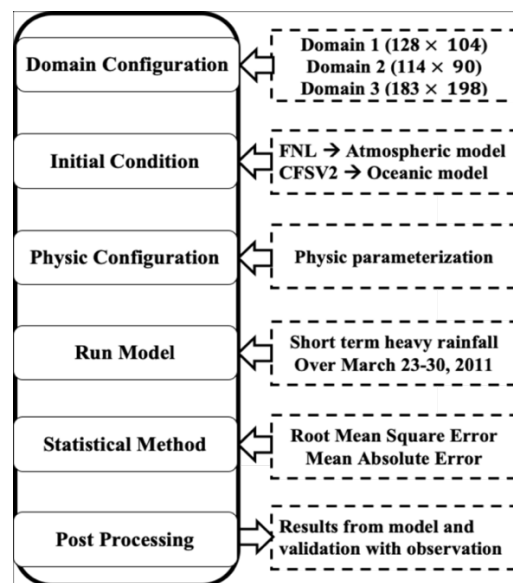 Domain Configuration
Domain 1 (128 × 104)
Domain 2 (114 × 90)
Domain 3 (183 × 198)
Initial Condition
FNL → Atmospheric model
CFSV2 → Oceanic model
Physic Configuration
Physic parameterization
Run Model
Short term heavy rainfall
Over March 23-30, 2011
Statistical Method
Root Mean Square Error
Mean Absolute Error
Post Processing
Results from model and
validation with observation